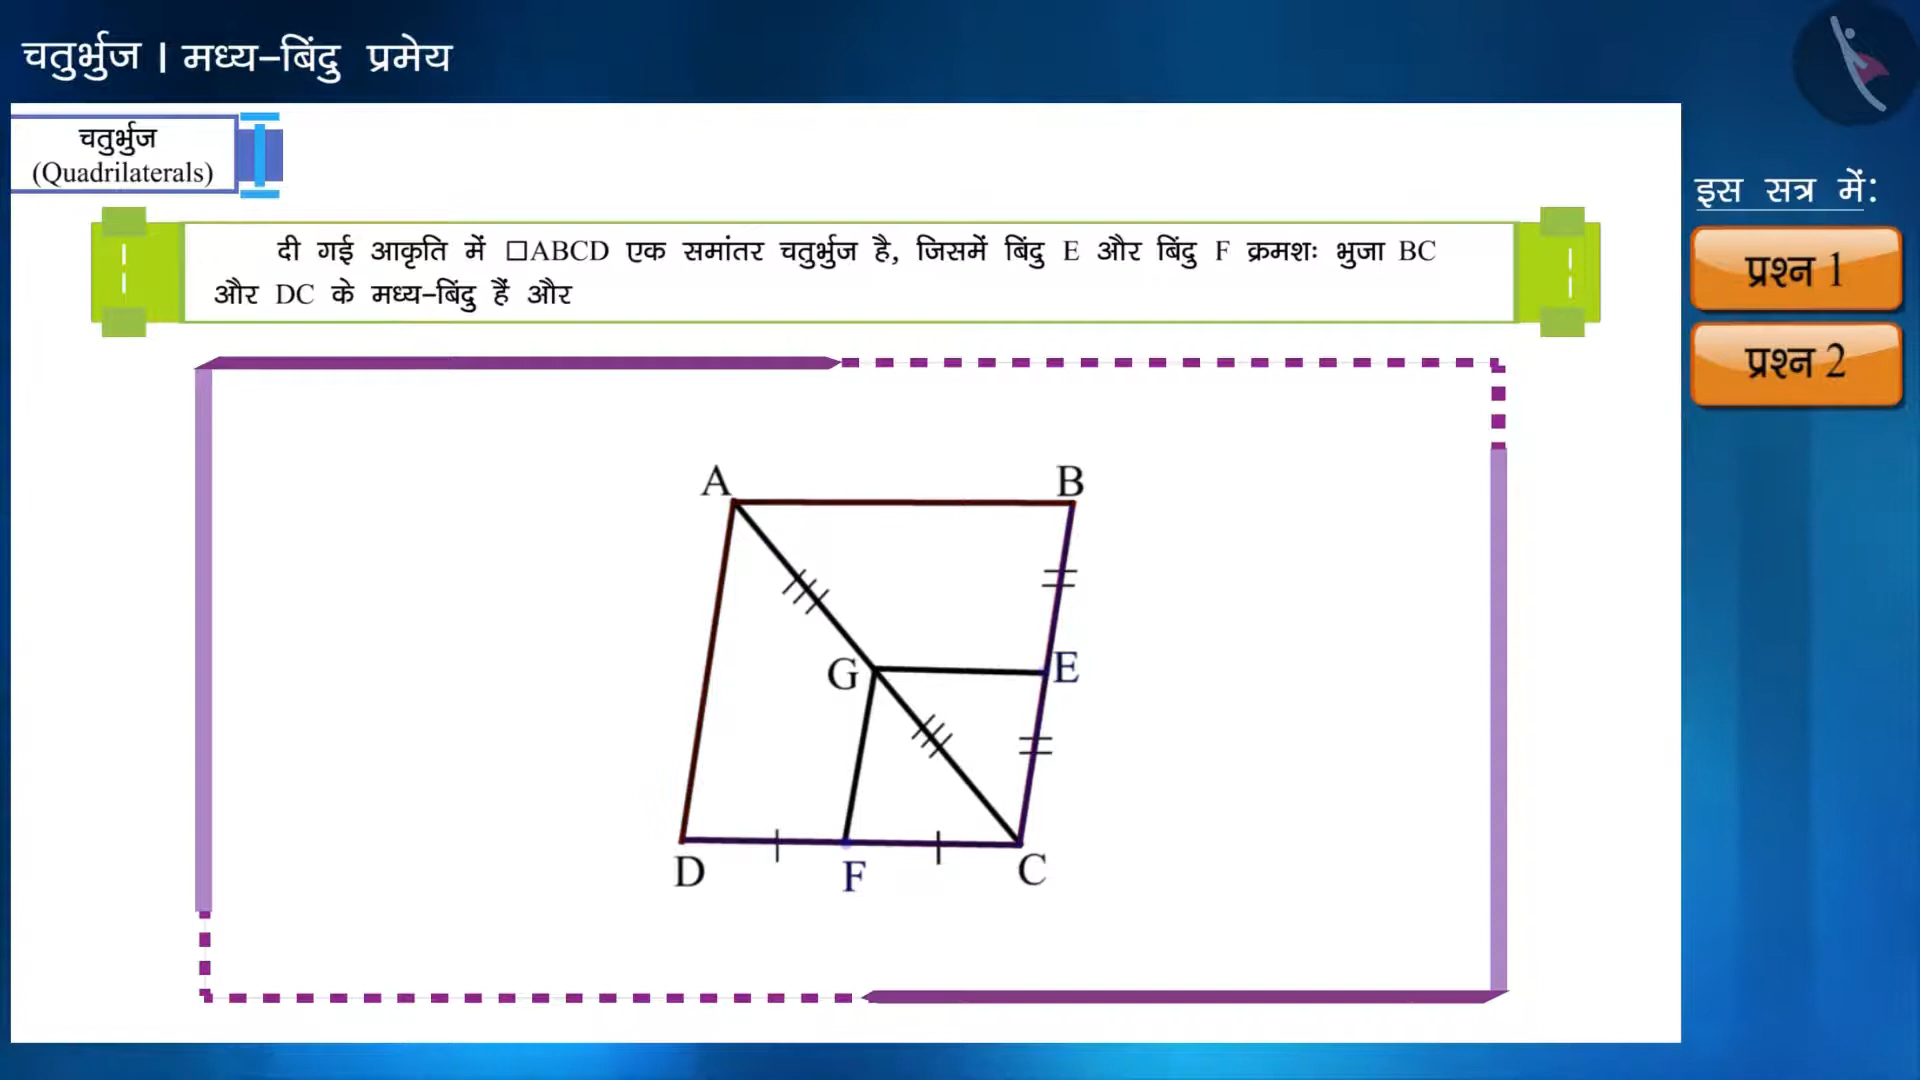 चतुर्भुज | मध्य-बिंदु प्रमेय
चतुर्भुज
(Quadrilaterals)
इस सत्र में:
दी गई आकृति में □ABCD एक समांतर चतुर्भुज है, जिसमें बिंदु E और बिंदु F क्रमशः भुजा BC
और DC के मध्य-बिंदु हैं और
प्रश्न 1
प्रश्न 2
A
B
G
E
D
F
C